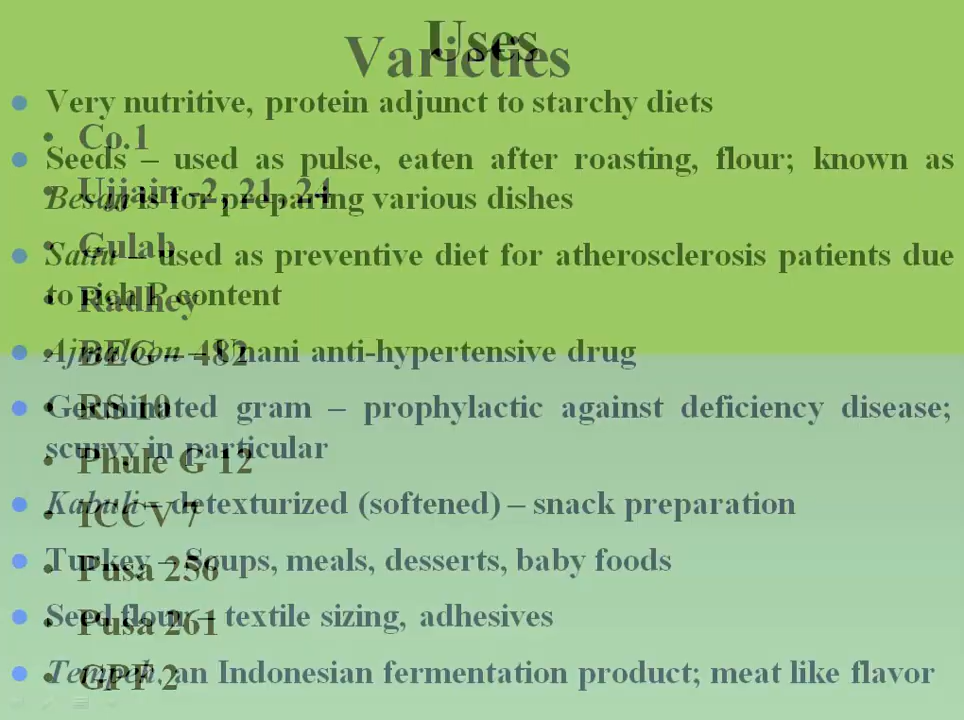 Uses
Varieties
• Very nutritive, protein adjunct to starchy diets
• Co.1
• Seeds – used as pulse, eaten after roasting, flour; known as
Besan is for preparing various dishes
• Ujjain -2, 21, 24
• Gulab
• Sattu – used as preventive diet for atherosclerosis patients due
to rich P content
• Radhey
• – Unani anti-hypertensive drug
• – 482
• Germinated gram – prophylactic against deficiency disease;
scurvy in particular
• RS 10
• Phule G 12
• Kabuli – detexturized (softened) – snack preparation
• ICCV 7
• Turkey – Soups, meals, desserts, baby foods
• Pusa 256
• Seed flour – textile sizing, adhesives
• Pusa 261
• Tempeh, an Indonesian fermentation product; meat like flavor
• GPF 2